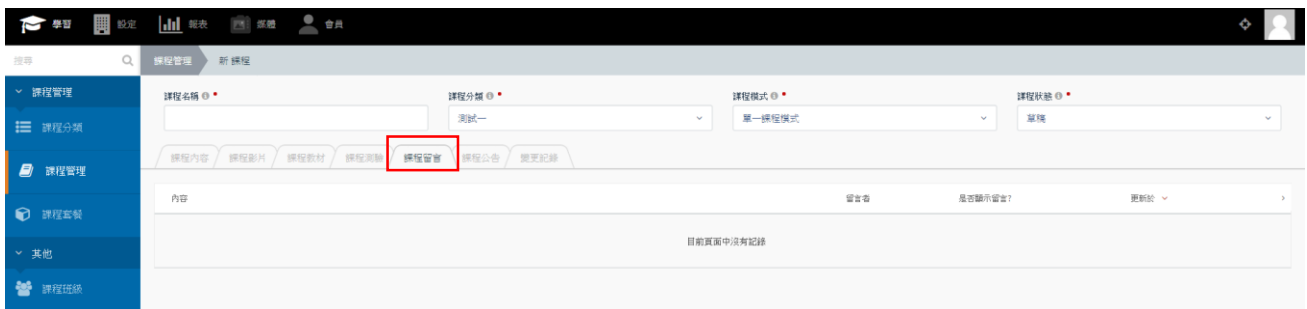 學習 設定 報表 媒體 會員
搜尋
課程管理 新 課程
課程管理
課程分類
課程管理
課程套餐
其他
課程班級
課程名稱 課程分類 課程模式 課程狀態
測試一 單一課程模式 草稿
課程內容 課程影片 課程教材 課程測驗 課程留言 課程公告 變更記錄
內容 留言者 是否顯示留言? 更新於
目前頁面中沒有記錄